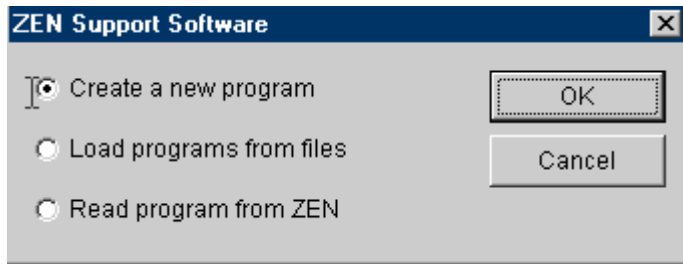 ZEN Support Software
Create a new program
OK
Load programs from files
Cancel
Read program from ZEN